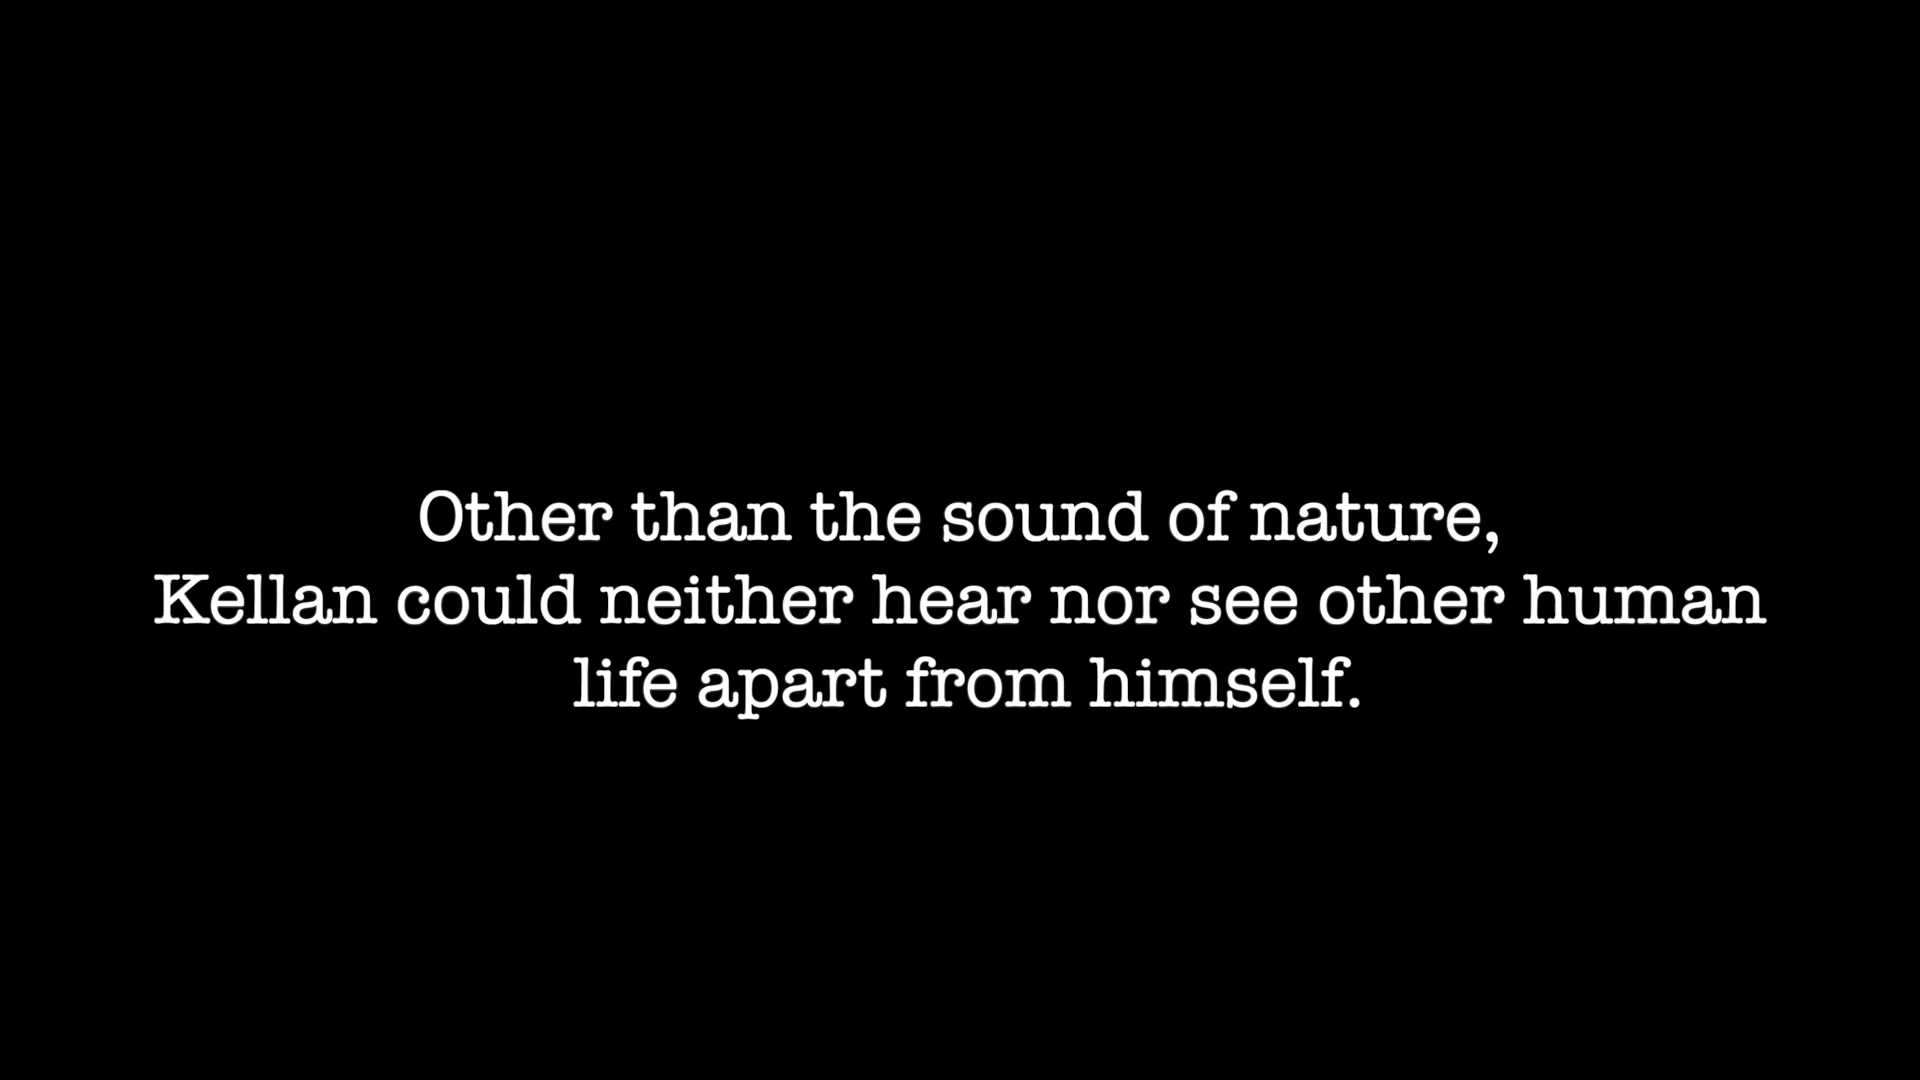 Other than the sound of nature,
Kellan could neither hear nor see other human
life apart from himself.